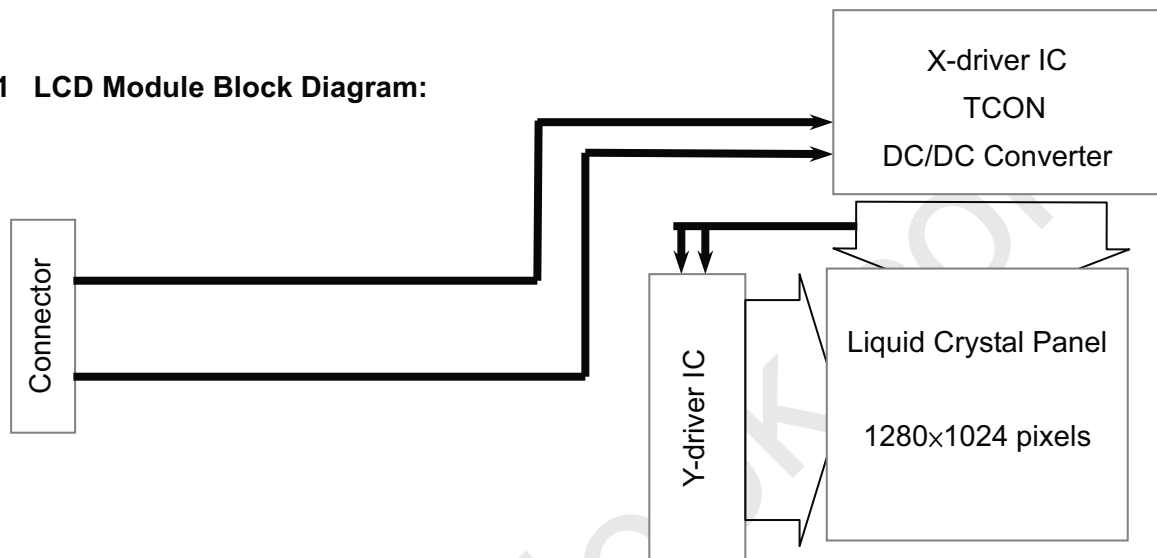 1 LCD Module Block Diagram:
X-driver IC
TCON
DC/DC Converter
Connector
Y-driver IC
Liquid Crystal Panel
1280×1024 pixels